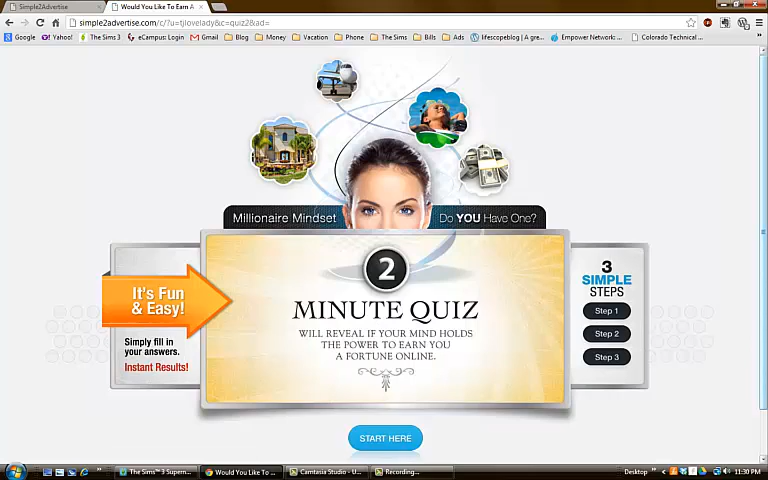 Simple2Advertise
Would You Like To Earn A
simple2advertise.com/c/?u=tjlovelady&c=quiz28&ad=
Google
Yahoo!
The Sims 3
eCampus: Login
Gmail
Blog
Money
Vacation
Phone
The Sims
Bills
Ads
lifescopeblog | A gre...
Empower Network: ...
Colorado Technical ...
Millionaire Mindset
Do YOU Have One?
It's Fun
& Easy!
Simply fill in
your answers.
Instant Results!
2
MINUTE QUIZ
WILL REVEAL IF YOUR MIND HOLDS
THE POWER TO EARN YOU
A FORTUNE ONLINE.
3
SIMPLE
STEPS
Step 1
Step 2
Step 3
START HERE
The Sims™ 3 Supern...
Would You Like To ...
Camtasia Studio - U...
Recording...
Desktop
11:30 PM